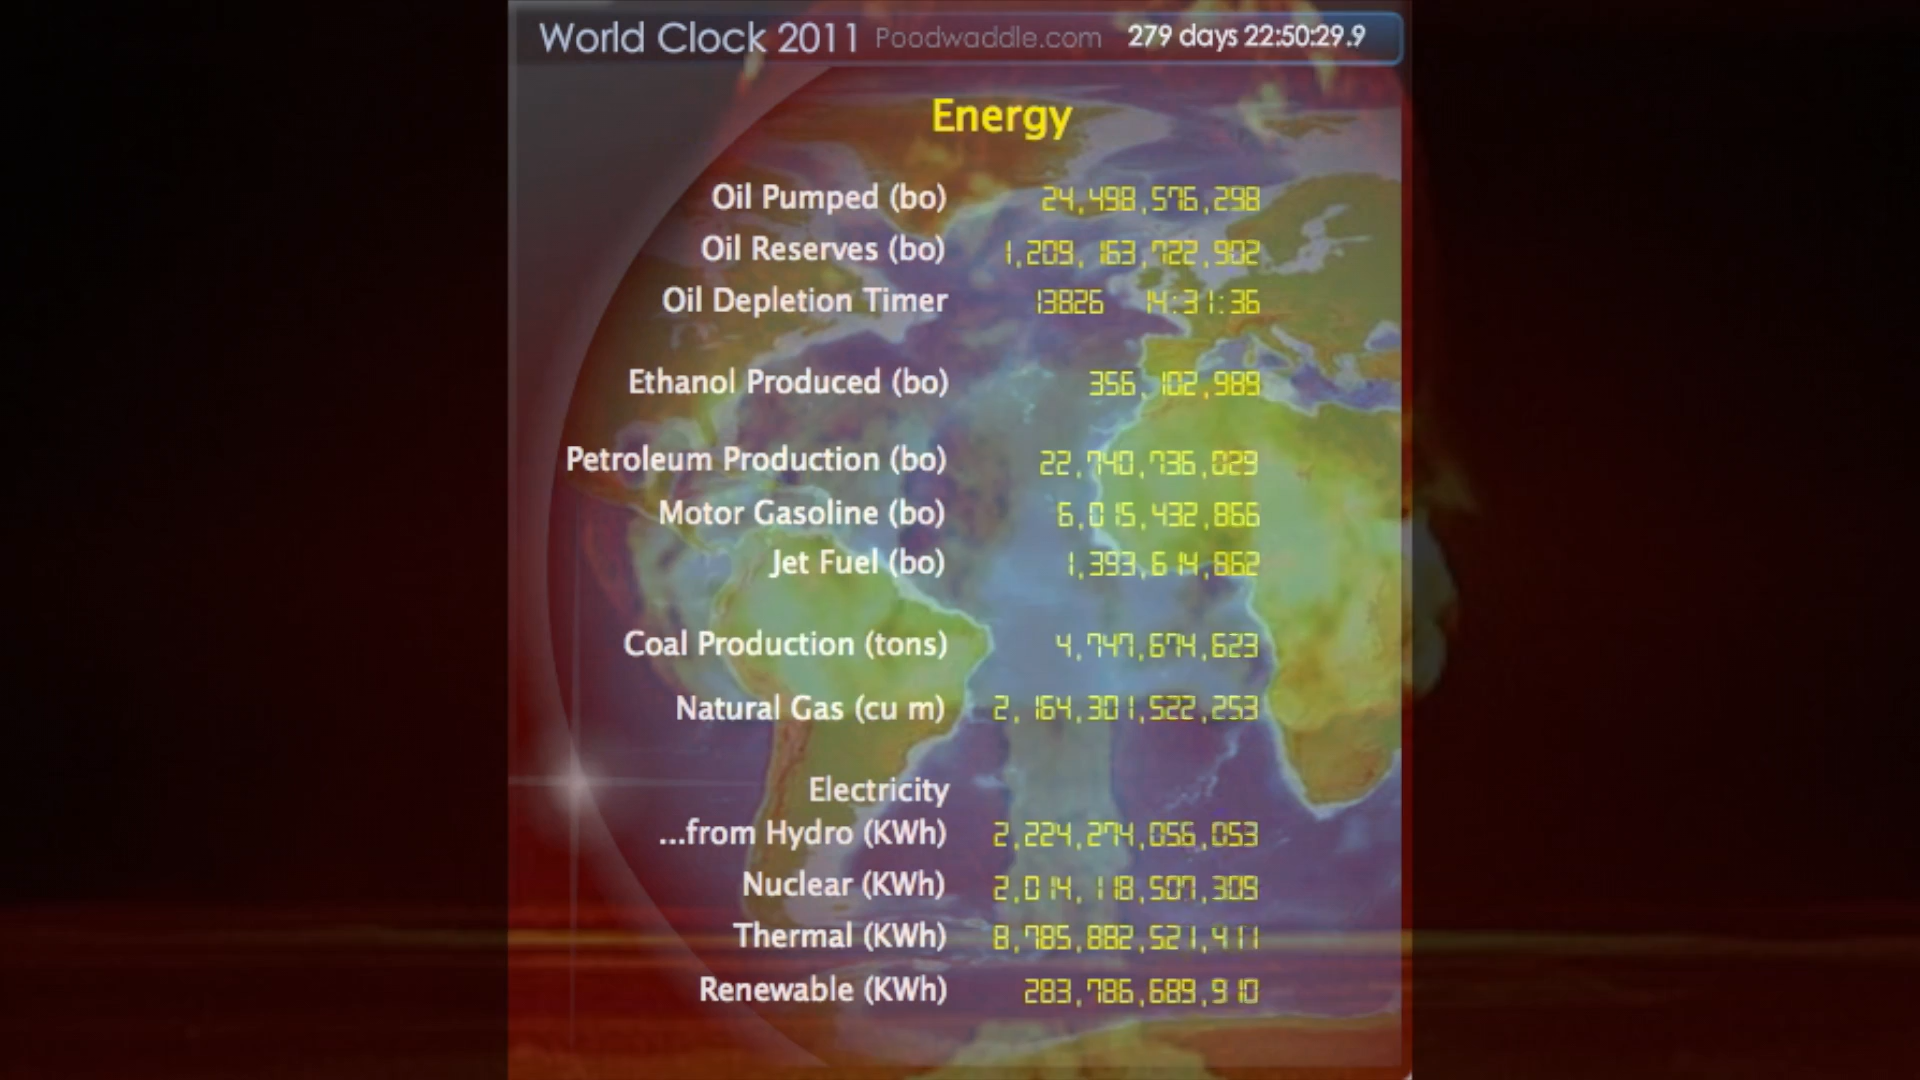 World Clock 2011 Poodwaddle.com 279 days 22:50:29.9
Energy
Oil Pumped (bo) 24,498,576,298
Oil Reserves (bo) 1,209,163,722,902
Oil Depletion Timer 13826 14:31:36
Ethanol Produced (bo) 356,102,989
Petroleum Production (bo) 22,740,736,029
Motor Gasoline (bo) 6,015,432,866
Jet Fuel (bo) 1,393,614,862
Coal Production (tons) 4,747,674,623
Natural Gas (cu m) 2,164,301,522,253
Electricity
...from Hydro (KWh) 2,224,274,056,053
Nuclear (KWh) 2,014,118,507,309
Thermal (KWh) 8,785,882,521,411
Renewable (KWh) 283,786,689,910